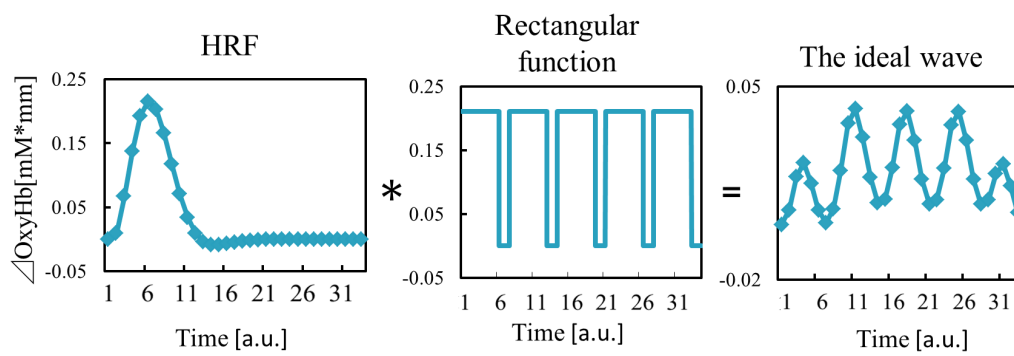 HRF
Rectangular
function
The ideal wave
⊿OxyHb[mM*mm]
0.25
0.15
0.05
-0.05
1 6 11 16 21 26 31
Time [a.u.]
*
0.25
0.15
0.05
-0.05
1 6 11 16 21 26 31
Time [a.u.]
=
0.05
-0.02
1 6 11 16 21 26 31
Time [a.u.]